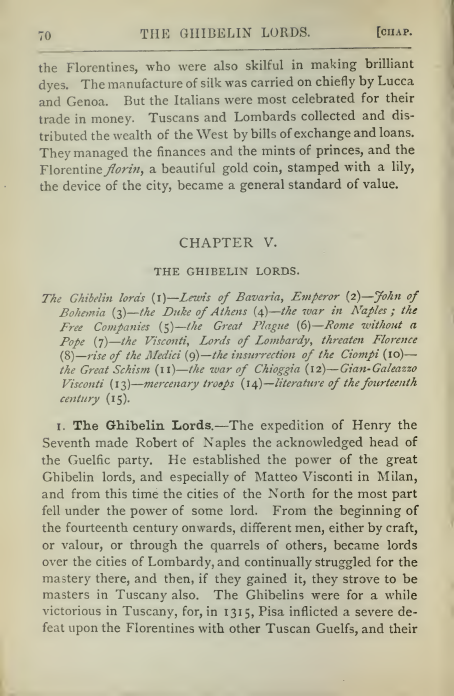 70 THE GHIBELIN LORDS. [CHAP.
the Florentines, who were also skilful in making brilliant
dyes. The manufacture of silk was carried on chiefly by Lucca
and Genoa. But the Italians were most celebrated for their
trade in money. Tuscans and Lombards collected and dis-
tributed the wealth of the West by bills of exchange and loans.
They managed the finances and the mints of princes, and the
Florentine florin, a beautiful gold coin, stamped with a lily,
the device of the city, became a general standard of value.
CHAPTER V.
THE GHIBELIN LORDS.
The Ghibelin lords (1)—Lewis of Bavaria, Emperor (2)—John of
Bohemia (3)—the Duke of Athens (4)—the war in Naples; the
Free Companies (5)—the Great Plague (6)—Rome without a
Pope (7)—the Visconti, Lords of Lombardy, threaten Florence
(8)—rise of the Medici (9)—the insurrection of the Ciompi (10)—
the Great Schism (11)—the war of Chioggia (12)—Gian-Galeazzo
Visconti (13)—mercenary troops (14)—literature of the fourteenth
century (15).
1. The Ghibelin Lords.—The expedition of Henry the
Seventh made Robert of Naples the acknowledged head of
the Guelfic party. He established the power of the great
Ghibelin lords, and especially of Matteo Visconti in Milan,
and from this time the cities of the North for the most part
fell under the power of some lord. From the beginning of
the fourteenth century onwards, different men, either by craft,
or valour, or through the quarrels of others, became lords
over the cities of Lombardy, and continually struggled for the
mastery there, and then, if they gained it, they strove to be
masters in Tuscany also. The Ghibelins were for a while
victorious in Tuscany, for, in 1315, Pisa inflicted a severe de-
feat upon the Florentines with other Tuscan Guelfs, and their